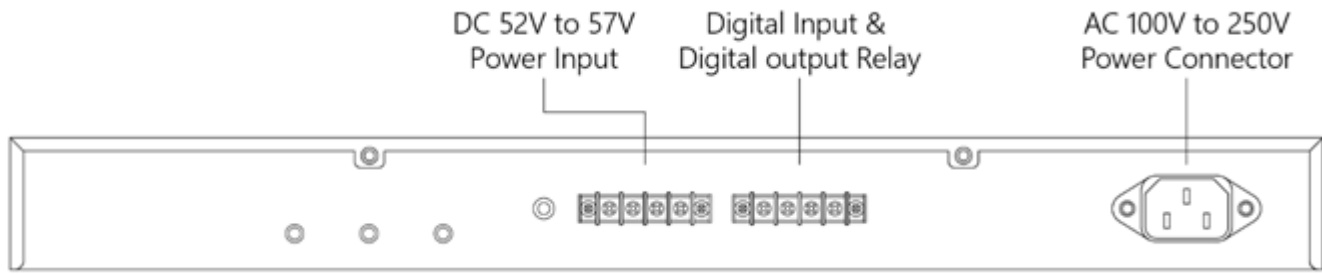 DC 52V to 57V
Power Input
Digital Input &
Digital output Relay
AC 100V to 250V
Power Connector